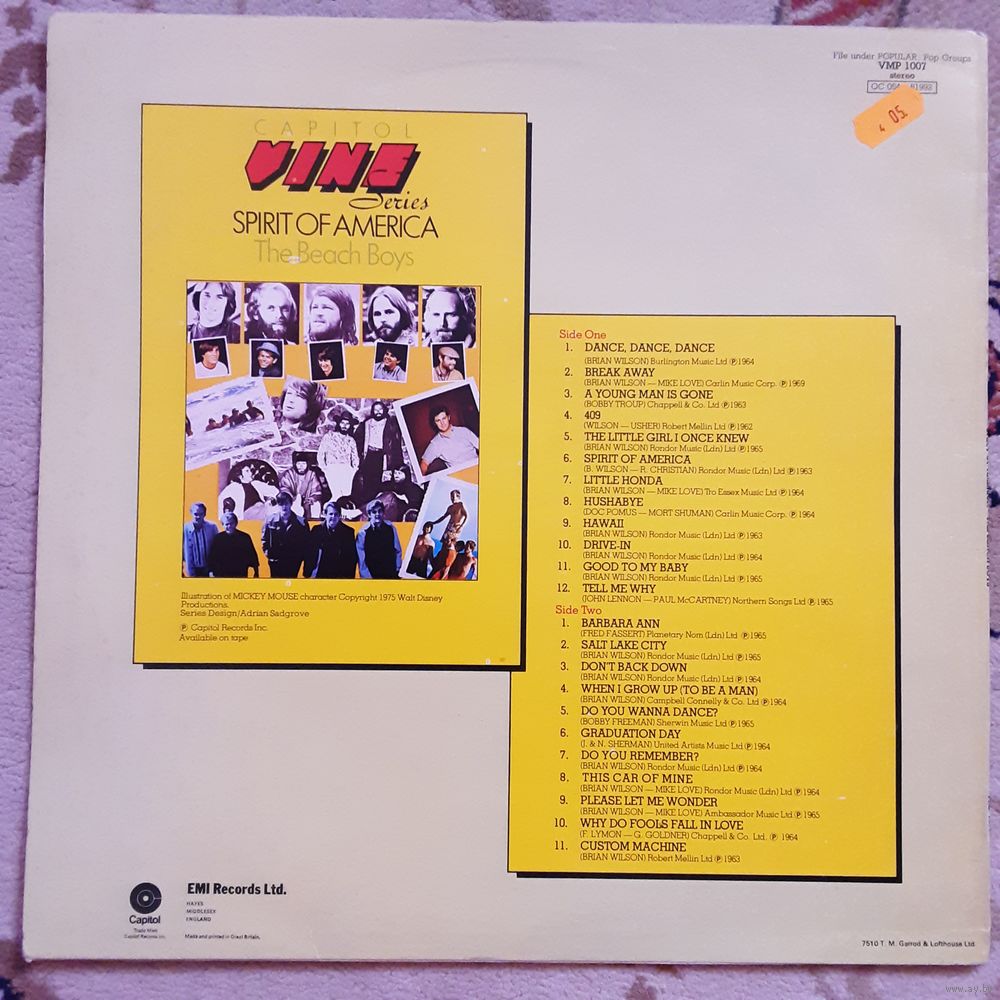 File under POPULAR: Pop Groups
VMP 1007
stereo
4 05.
CAPITOL
VINE
Series
SPIRIT OF AMERICA
The Beach Boys
Illustration of MICKEY MOUSE character Copyright 1975 Walt Disney
Productions.
Series Design/Adrian Sadgrove
Ⓟ Capitol Records Inc.
Available on tape
Side One
1. DANCE, DANCE, DANCE
(BRIAN WILSON) Burlington Music Ltd Ⓟ 1964
2. BREAK AWAY
(BRIAN WILSON — MIKE LOVE) Carlin Music Corp. Ⓟ 1969
3. A YOUNG MAN IS GONE
(BOBBY TROUP) Chappell & Co. Ltd Ⓟ 1963
4. 409
(WILSON — USHER) Robert Mellin Ltd Ⓟ 1962
5. THE LITTLE GIRL I ONCE KNEW
(BRIAN WILSON) Rondor Music (Ldn) Ltd Ⓟ 1965
6. SPIRIT OF AMERICA
(B. WILSON — R. CHRISTIAN) Rondor Music (Ldn) Ltd Ⓟ 1963
7. LITTLE HONDA
(BRIAN WILSON — MIKE LOVE) Tro Essex Music Ltd Ⓟ 1964
8. HUSHABYE
(DOC POMUS — MORT SHUMAN) Carlin Music Corp. Ⓟ 1964
9. HAWAII
(BRIAN WILSON) Rondor Music (Ldn) Ltd Ⓟ 1963
10. DRIVE-IN
(BRIAN WILSON) Rondor Music (Ldn) Ltd Ⓟ 1964
11. GOOD TO MY BABY
(BRIAN WILSON) Rondor Music (Ldn) Ltd Ⓟ 1965
12. TELL ME WHY
(JOHN LENNON — PAUL McCARTNEY) Northern Songs Ltd Ⓟ 1965
Side Two
1. BARBARA ANN
(FRED FASSERT) Planetary Nom (Ldn) Ltd Ⓟ 1965
2. SALT LAKE CITY
(BRIAN WILSON) Rondor Music (Ldn) Ltd Ⓟ 1965
3. DON'T BACK DOWN
(BRIAN WILSON) Rondor Music (Ldn) Ltd Ⓟ 1964
4. WHEN I GROW UP (TO BE A MAN)
(BRIAN WILSON) Campbell Connelly & Co. Ltd Ⓟ 1964
5. DO YOU WANNA DANCE?
(BOBBY FREEMAN) Sherwin Music Ltd Ⓟ 1965
6. GRADUATION DAY
(J. & N. SHERMAN) United Artists Music Ltd Ⓟ 1964
7. DO YOU REMEMBER?
(BRIAN WILSON) Rondor Music (Ldn) Ltd Ⓟ 1964
8. THIS CAR OF MINE
(BRIAN WILSON — MIKE LOVE) Rondor Music (Ldn) Ltd Ⓟ 1964
9. PLEASE LET ME WONDER
(BRIAN WILSON — MIKE LOVE) Ambassador Music Ltd Ⓟ 1965
10. WHY DO FOOLS FALL IN LOVE
(F. LYMON — G. GOLDNER) Chappell & Co. Ltd. Ⓟ 1964
11. CUSTOM MACHINE
(BRIAN WILSON) Robert Mellin Ltd Ⓟ 1963
Capitol
Trade Mark
Capitol Records Inc.
EMI Records Ltd.
HAYES
MIDDLESEX
ENGLAND
Made and printed in Great Britain.
7510 T. M. Garrod & Lofthouse Ltd.
www.ay.by